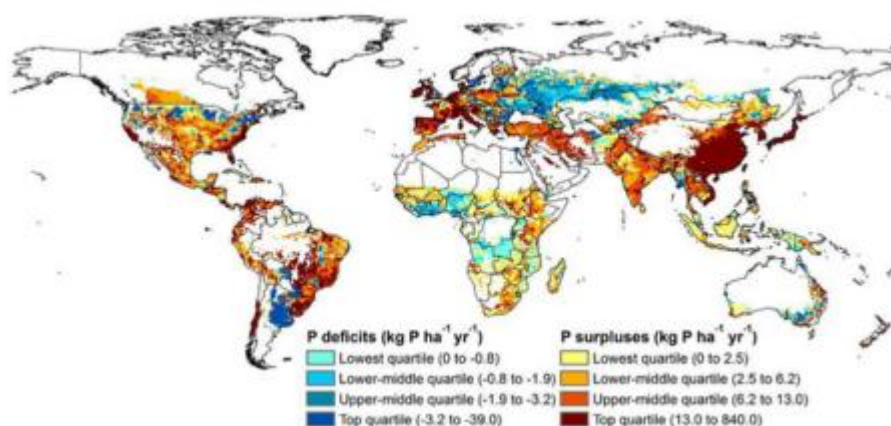 P deficits (kg P ha⁻¹ yr⁻¹)
Lowest quartile (0 to -0.8)
Lower-middle quartile (-0.8 to -1.9)
Upper-middle quartile (-1.9 to -3.2)
Top quartile (-3.2 to -39.0)
P surpluses (kg P ha⁻¹ yr⁻¹)
Lowest quartile (0 to 2.5)
Lower-middle quartile (2.5 to 6.2)
Upper-middle quartile (6.2 to 13.0)
Top quartile (13.0 to 840.0)